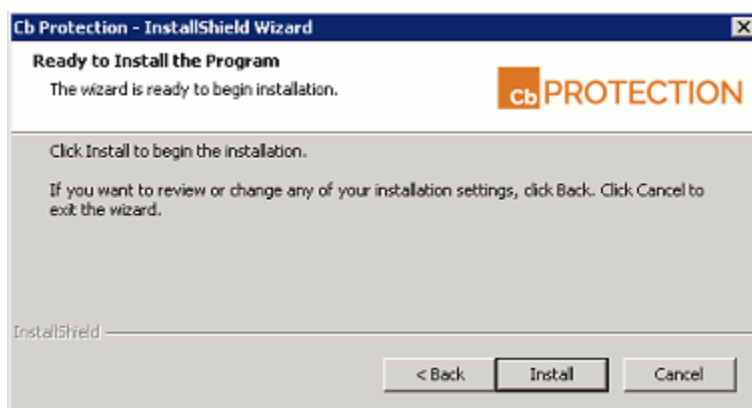 Cb Protection - InstallShield Wizard
Ready to Install the Program
The wizard is ready to begin installation.
Cb PROTECTION
Click Install to begin the installation.
If you want to review or change any of your installation settings, click Back. Click Cancel to
exit the wizard.
InstallShield
< Back
Install
Cancel